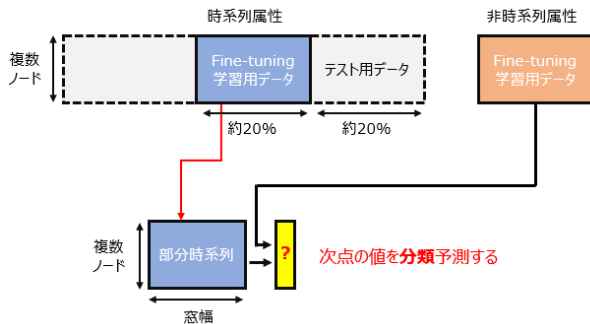 時系列属性
非時系列属性
複数
ノード
Fine-tuning
学習用データ
テスト用データ
Fine-tuning
学習用データ
約20%
約20%
複数
ノード
部分時系列
?
次点の値を分類予測する
窓幅